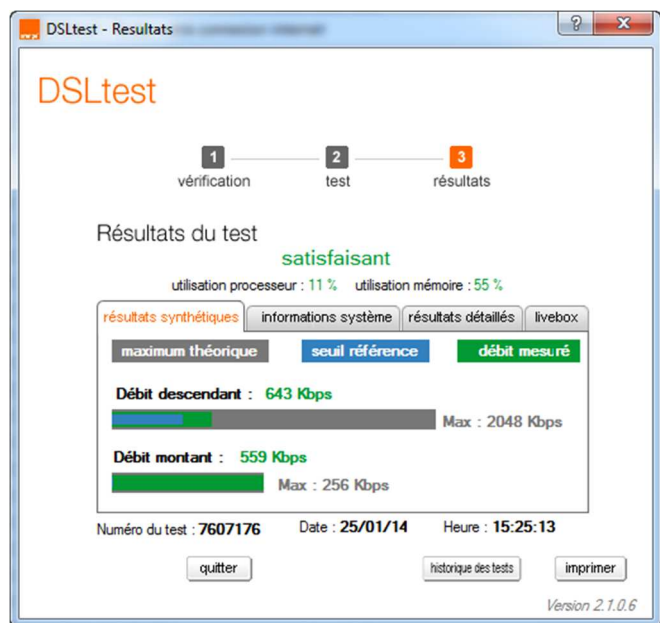 DSLtest - Resultats
DSLtest
1 2 3
vérification test résultats
Résultats du test
satisfaisant
utilisation processeur : 11 % utilisation mémoire : 55 %
résultats synthétiques informations système résultats détaillés livebox
maximum théorique seuil référence débit mesuré
Débit descendant : 643 Kbps
Max : 2048 Kbps
Débit montant : 559 Kbps
Max : 256 Kbps
Numéro du test : 7607176 Date : 25/01/14 Heure : 15:25:13
quitter historique des tests imprimer
Version 2.1.0.6